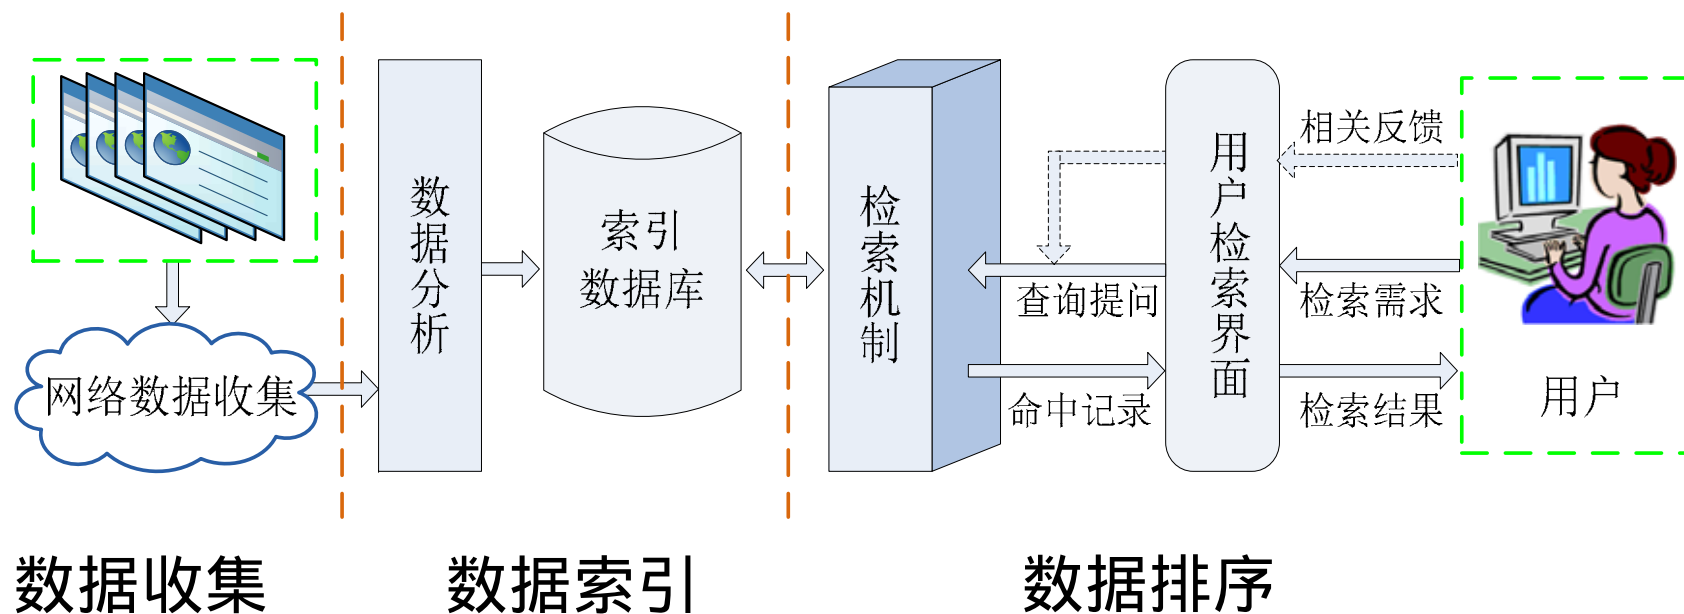 网络数据收集
数据分析
索引
数据库
检索机制
查询提问
命中记录
用户检索界面
相关反馈
检索需求
检索结果
用户
数据收集
数据索引
数据排序